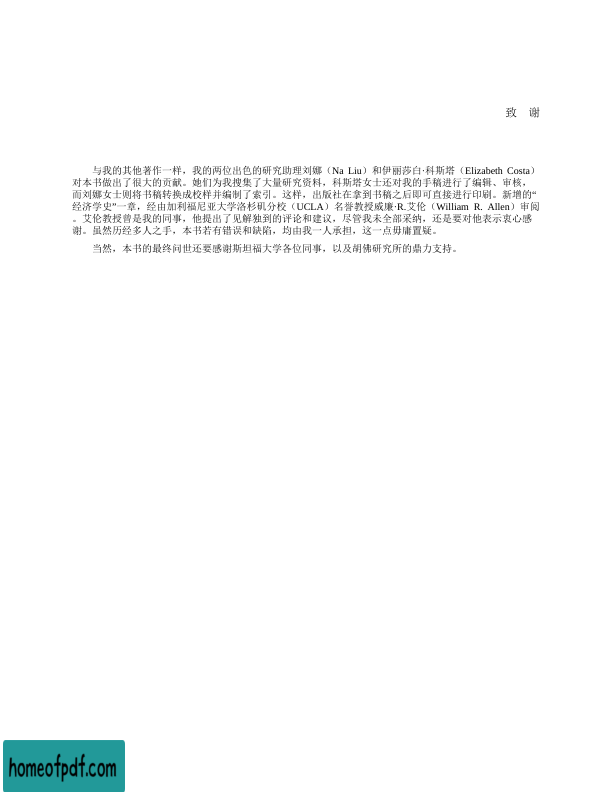 致 谢
与我的其他著作一样，我的两位出色的研究助理刘娜（Na Liu）和伊丽莎白·科斯塔（Elizabeth Costa）
对本书做出了很大的贡献。她们为我搜集了大量研究资料，科斯塔女士还对我的手稿进行了编辑、审核，
而刘娜女士则将书稿转换成校样并编制了索引。这样，出版社在拿到书稿之后即可直接进行印刷。新增的“
经济学史”一章，经由加利福尼亚大学洛杉矶分校（UCLA）名誉教授威廉·R.艾伦（William R. Allen）审阅
。艾伦教授曾是我的同事，他提出了见解独到的评论和建议，尽管我未全部采纳，还是要对他表示衷心感
谢。虽然历经多人之手，本书若有错误和缺陷，均由我一人承担，这一点毋庸置疑。
当然，本书的最终问世还要感谢斯坦福大学各位同事，以及胡佛研究所的鼎力支持。
homeofpdf.com